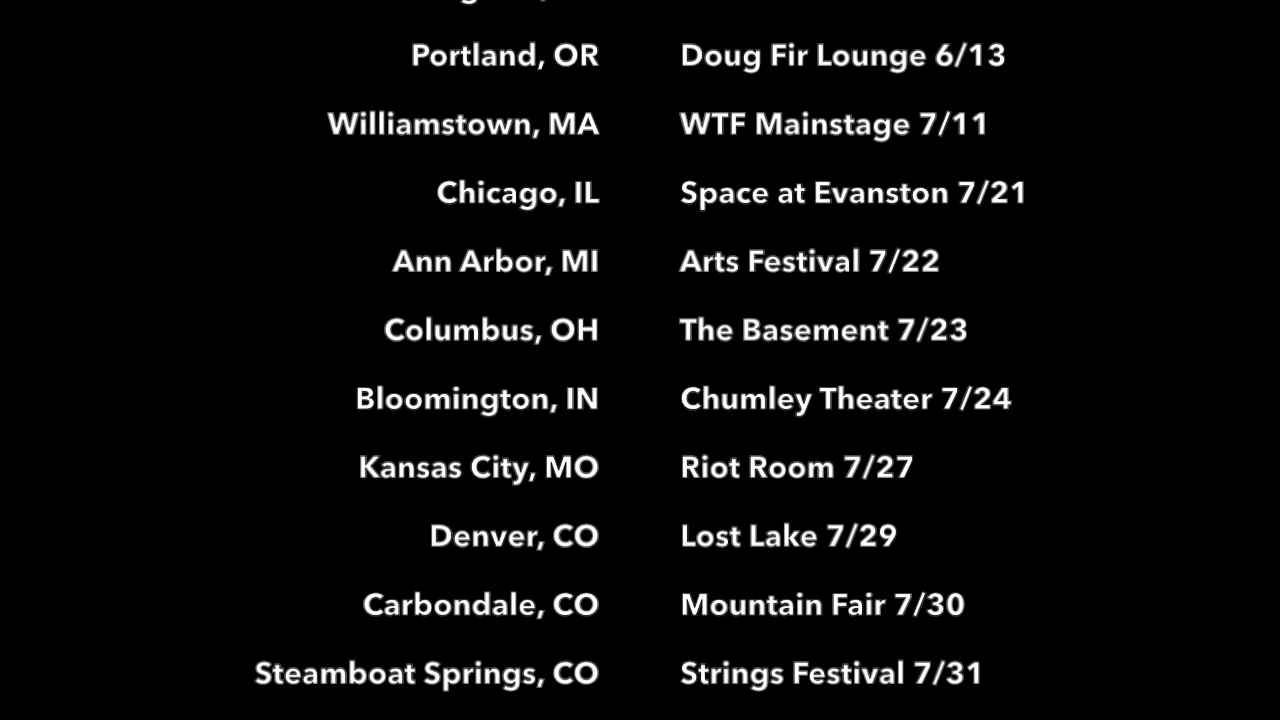 Portland, OR Doug Fir Lounge 6/13
Williamstown, MA WTF Mainstage 7/11
Chicago, IL Space at Evanston 7/21
Ann Arbor, MI Arts Festival 7/22
Columbus, OH The Basement 7/23
Bloomington, IN Chumley Theater 7/24
Kansas City, MO Riot Room 7/27
Denver, CO Lost Lake 7/29
Carbondale, CO Mountain Fair 7/30
Steamboat Springs, CO Strings Festival 7/31